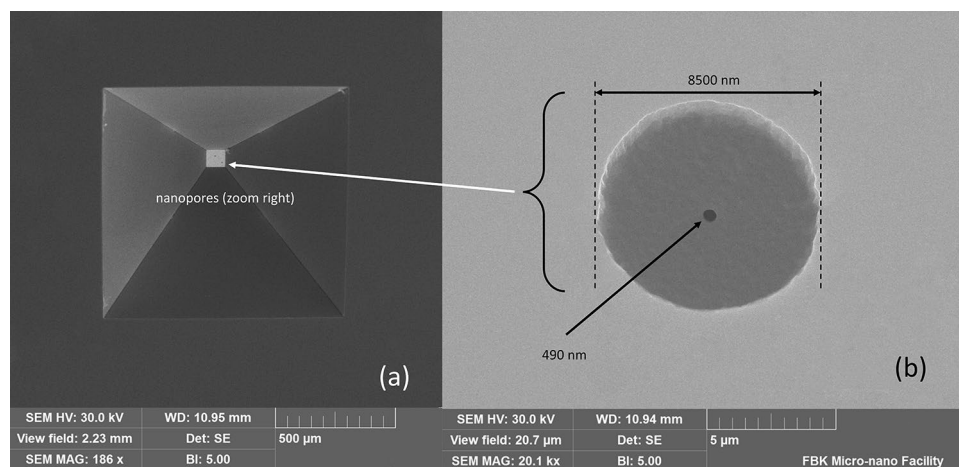 nanopores (zoom right)
(a)
SEM HV: 30.0 kV
WD: 10.95 mm
View field: 2.23 mm
Det: SE
500 µm
SEM MAG: 186 x
BI: 5.00
8500 nm
490 nm
(b)
SEM HV: 30.0 kV
WD: 10.94 mm
View field: 20.7 µm
Det: SE
5 µm
SEM MAG: 20.1 kx
BI: 5.00
FBK Micro-nano Facility